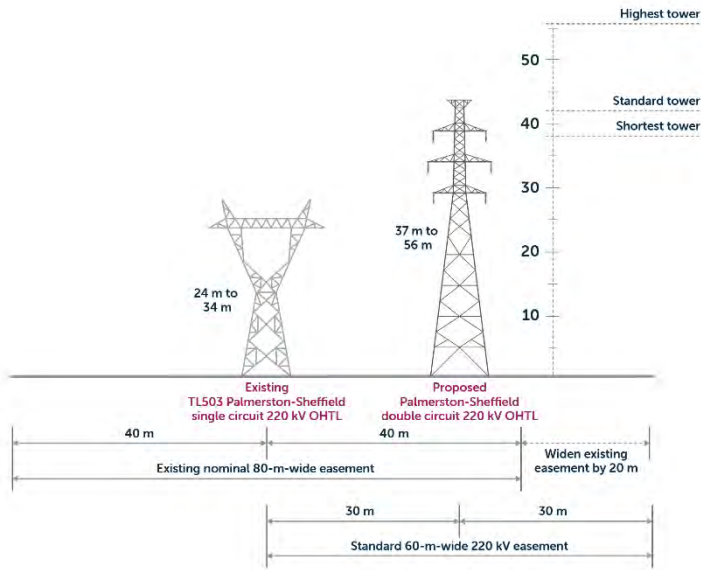 Highest tower
50
Standard tower
40
Shortest tower
30
37 m to
56 m
20
24 m to
34 m
10
Existing
TL503 Palmerston-Sheffield
single circuit 220 kV OHTL
Proposed
Palmerston-Sheffield
double circuit 220 kV OHTL
40 m
40 m
Widen existing
easement by 20 m
Existing nominal 80-m-wide easement
30 m
30 m
Standard 60-m-wide 220 kV easement